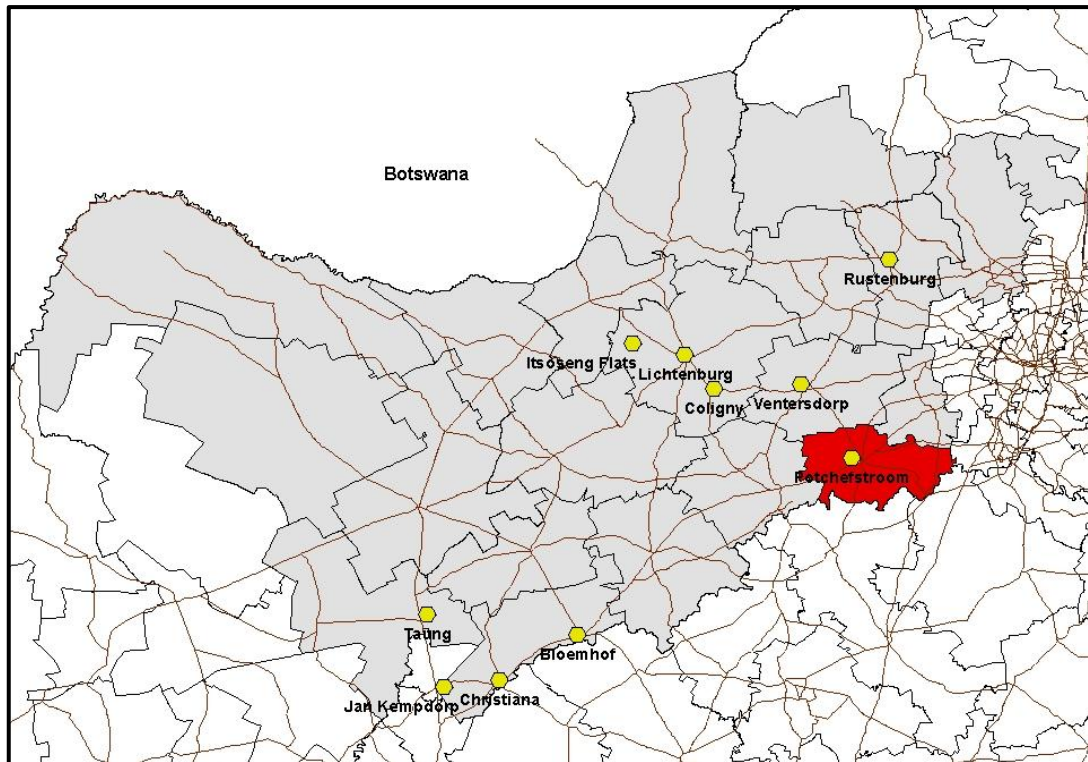 Botswana
Rustenburg
Itsoseng Flats
Lichtenburg
Coligny
Ventersdorp
Potchefstroom
Taung
Bloemhof
Jan Kempdorp
Christiana